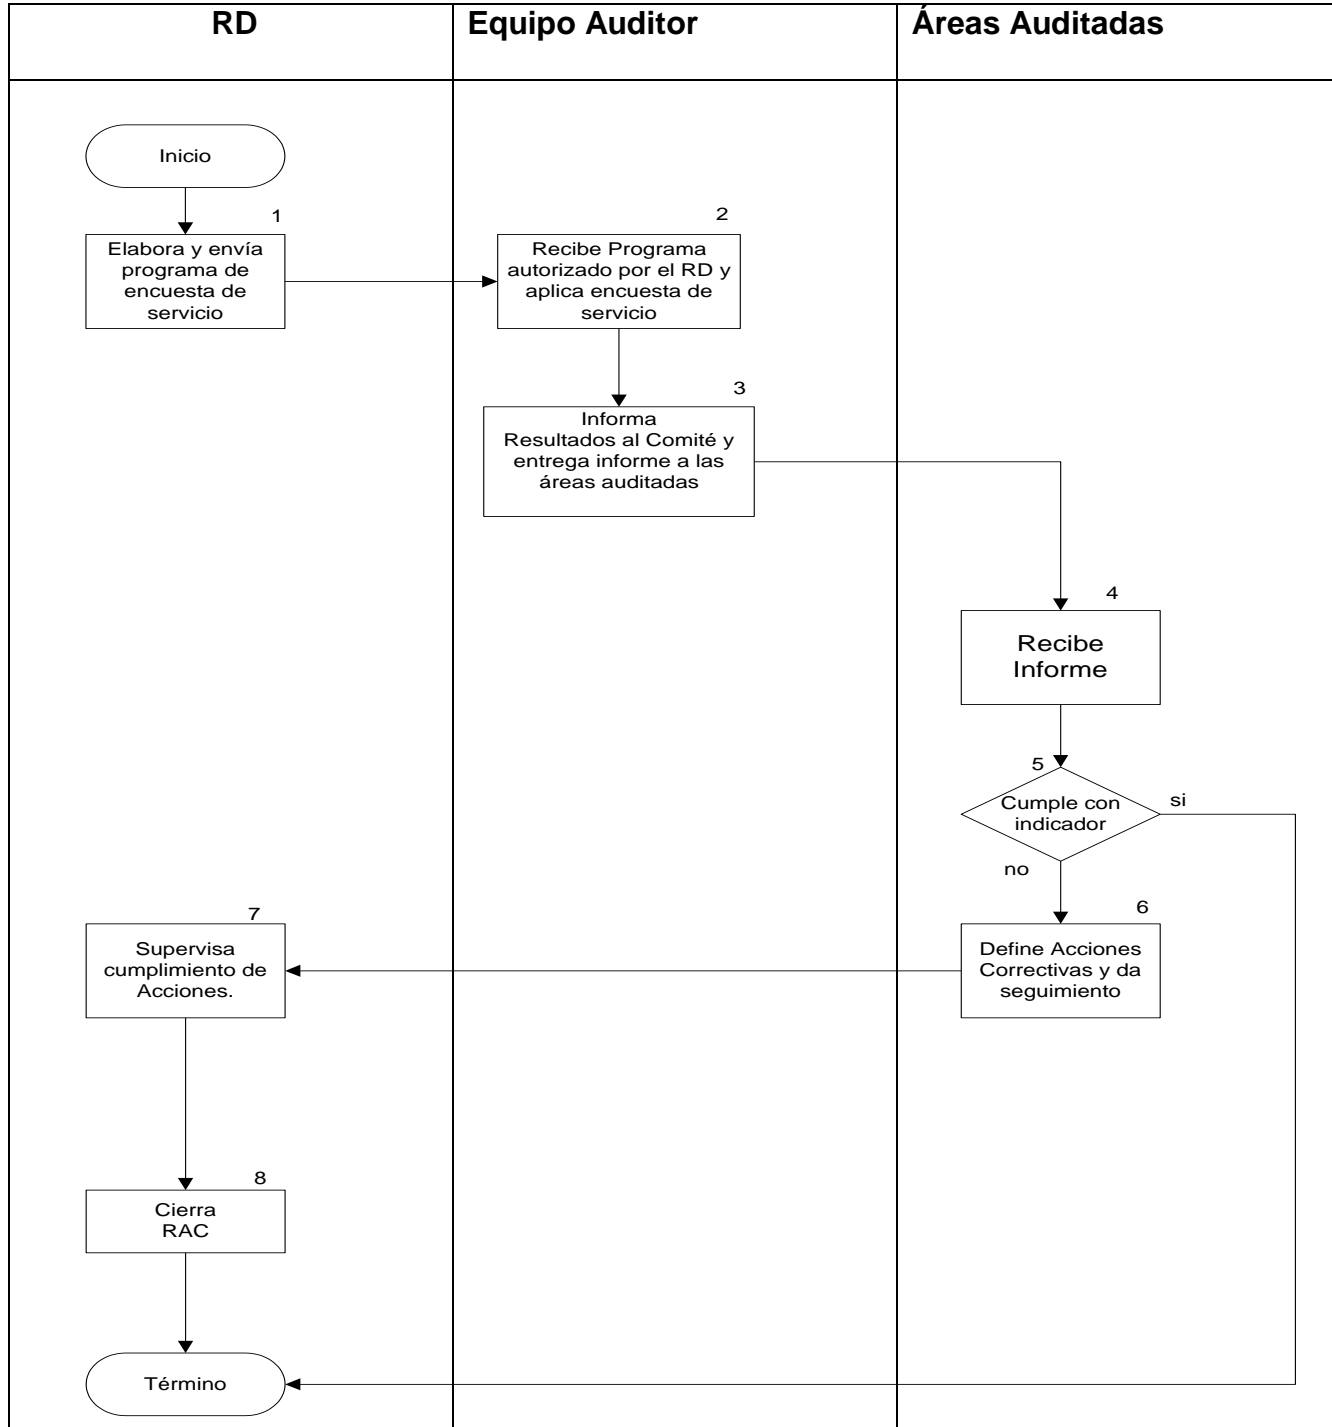 RD
Equipo Auditor
Áreas Auditadas
Inicio
1
Elabora y envía
programa de
encuesta de
servicio
2
Recibe Programa
autorizado por el RD y
aplica encuesta de
servicio
3
Informa
Resultados al Comité y
entrega informe a las
áreas auditadas
4
Recibe
Informe
5
Cumple con
indicador
si
no
6
Define Acciones
Correctivas y da
seguimiento
7
Supervisa
cumplimiento de
Acciones.
8
Cierra
RAC
Término